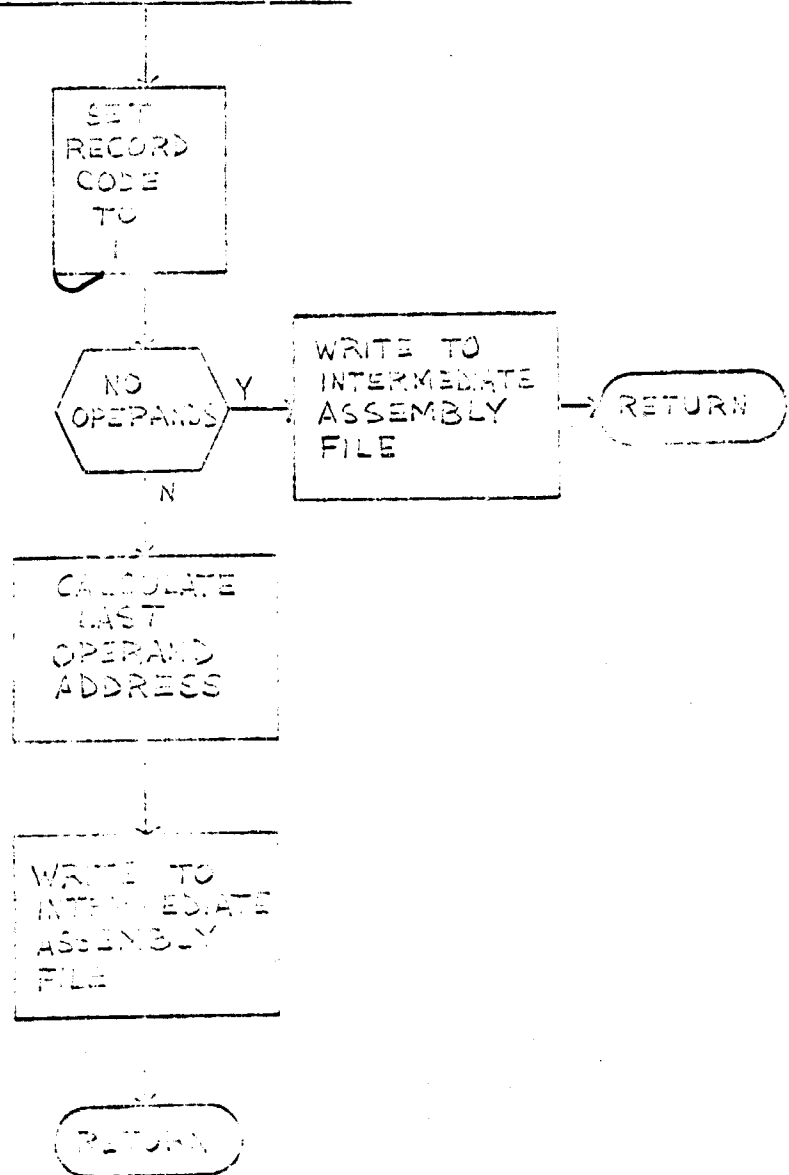 SET
RECORD
CODE
TO
1
NO
OPERANDS
Y
WRITE TO
INTERMEDIATE
ASSEMBLY
FILE
RETURN
N
CALCULATE
LAST
OPERAND
ADDRESS
WRITE TO
INTERMEDIATE
ASSEMBLY
FILE
RETURN